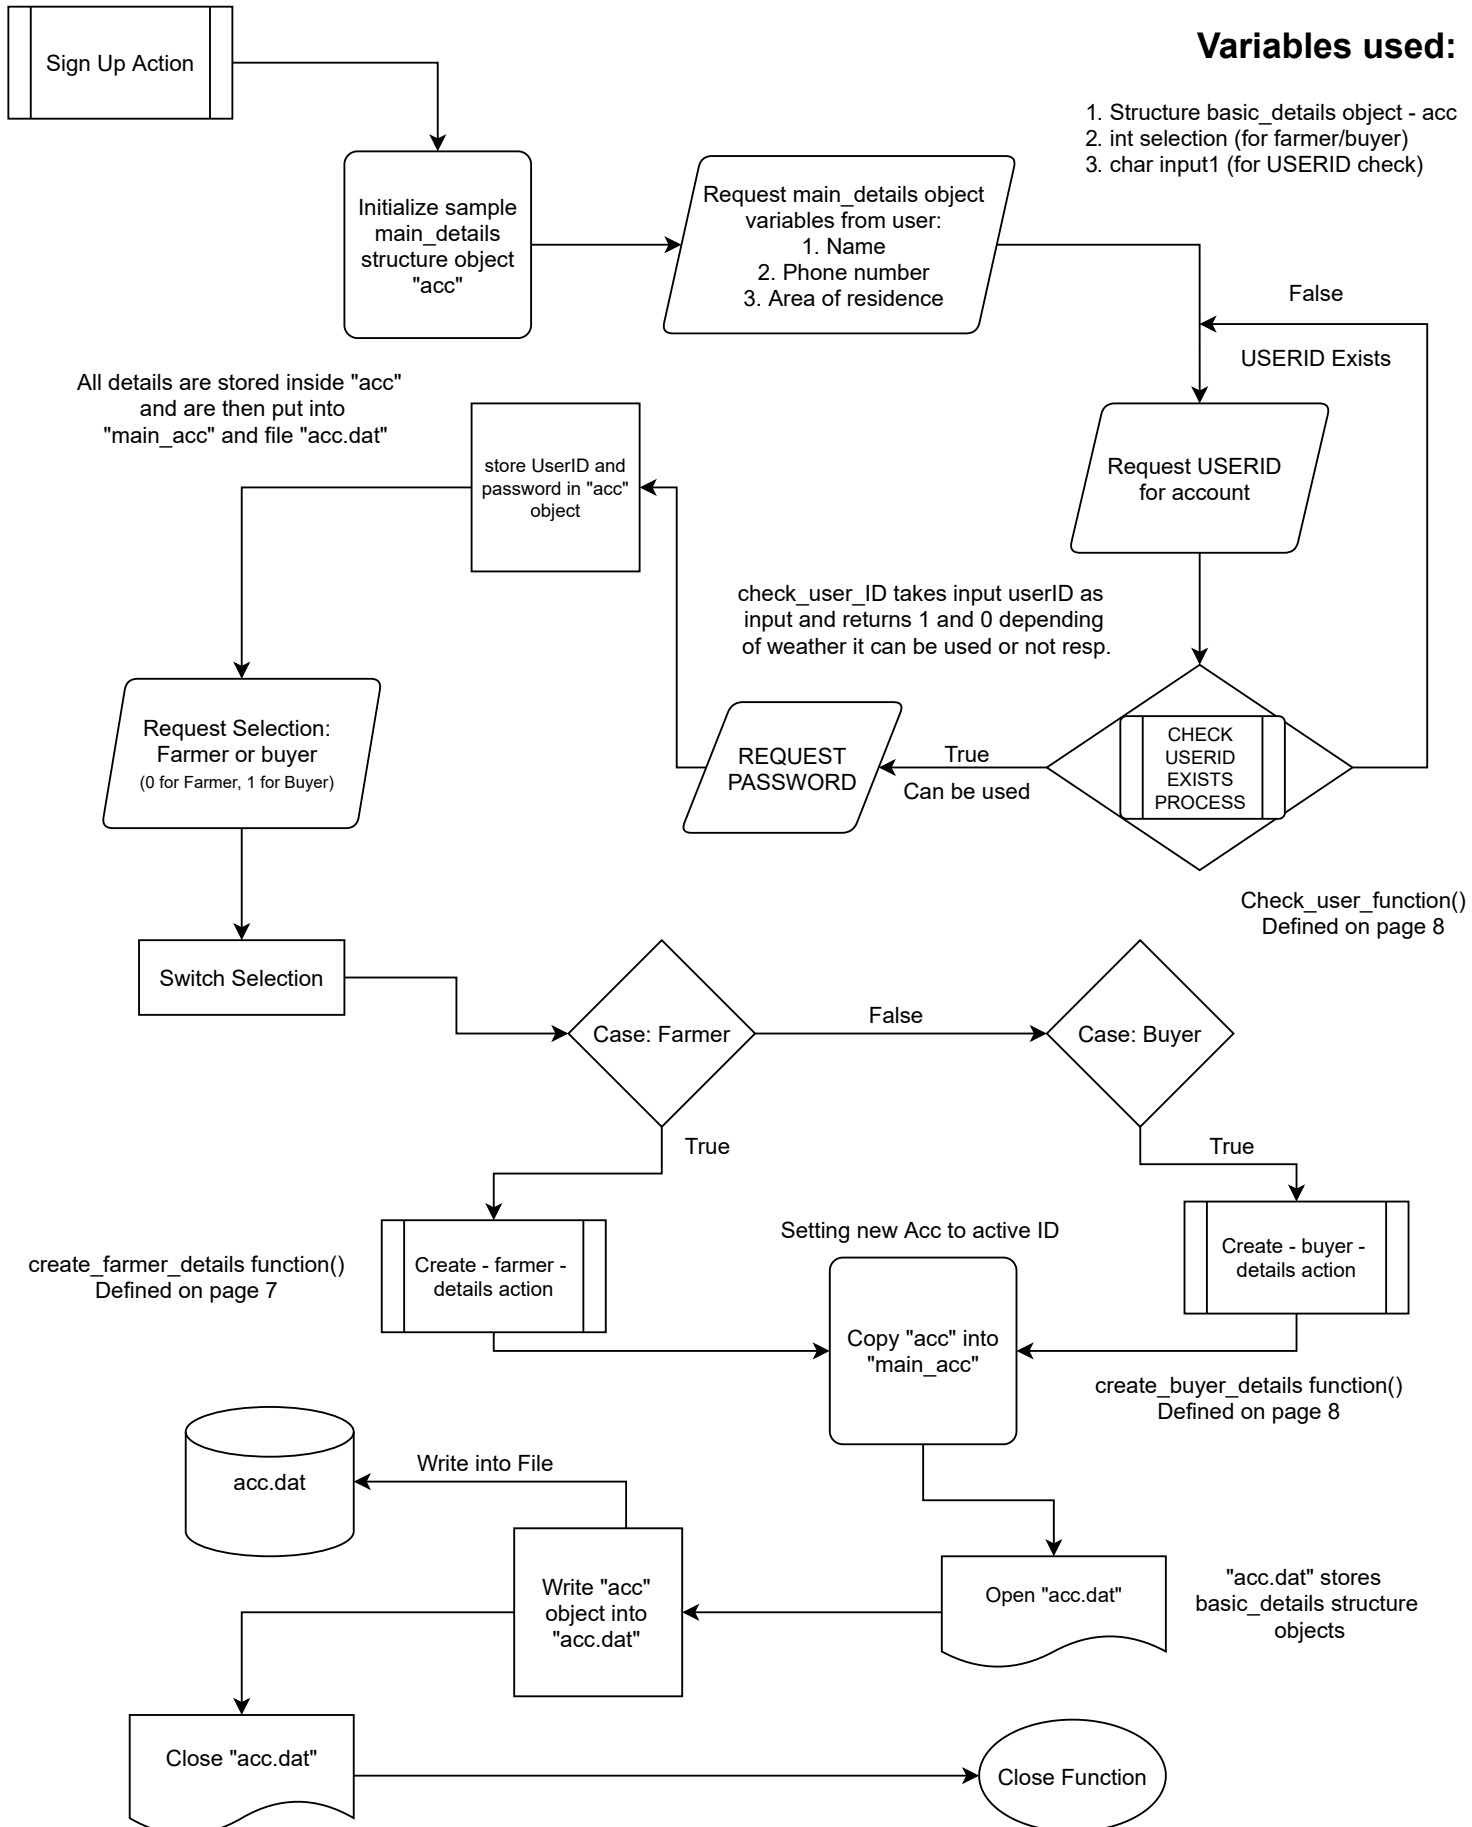 Sign Up Action
Variables used:
1. Structure basic_details object - acc
2. int selection (for farmer/buyer)
3. char input1 (for USERID check)
Initialize sample
main_details
structure object
"acc"
Request main_details object
variables from user:
1. Name
2. Phone number
3. Area of residence
False
USERID Exists
All details are stored inside "acc"
and are then put into
"main_acc" and file "acc.dat"
store UserID and
password in "acc"
object
Request USERID
for account
check_user_ID takes input userID as
input and returns 1 and 0 depending
of weather it can be used or not resp.
Request Selection:
Farmer or buyer
(0 for Farmer, 1 for Buyer)
REQUEST
PASSWORD
True
Can be used
CHECK
USERID
EXISTS
PROCESS
Check_user_function()
Defined on page 8
Switch Selection
Case: Farmer
False
Case: Buyer
True
True
create_farmer_details function()
Defined on page 7
Create - farmer -
details action
Setting new Acc to active ID
Copy "acc" into
"main_acc"
Create - buyer -
details action
create_buyer_details function()
Defined on page 8
acc.dat
Write into File
Write "acc"
object into
"acc.dat"
Open "acc.dat"
"acc.dat" stores
basic_details structure
objects
Close "acc.dat"
Close Function